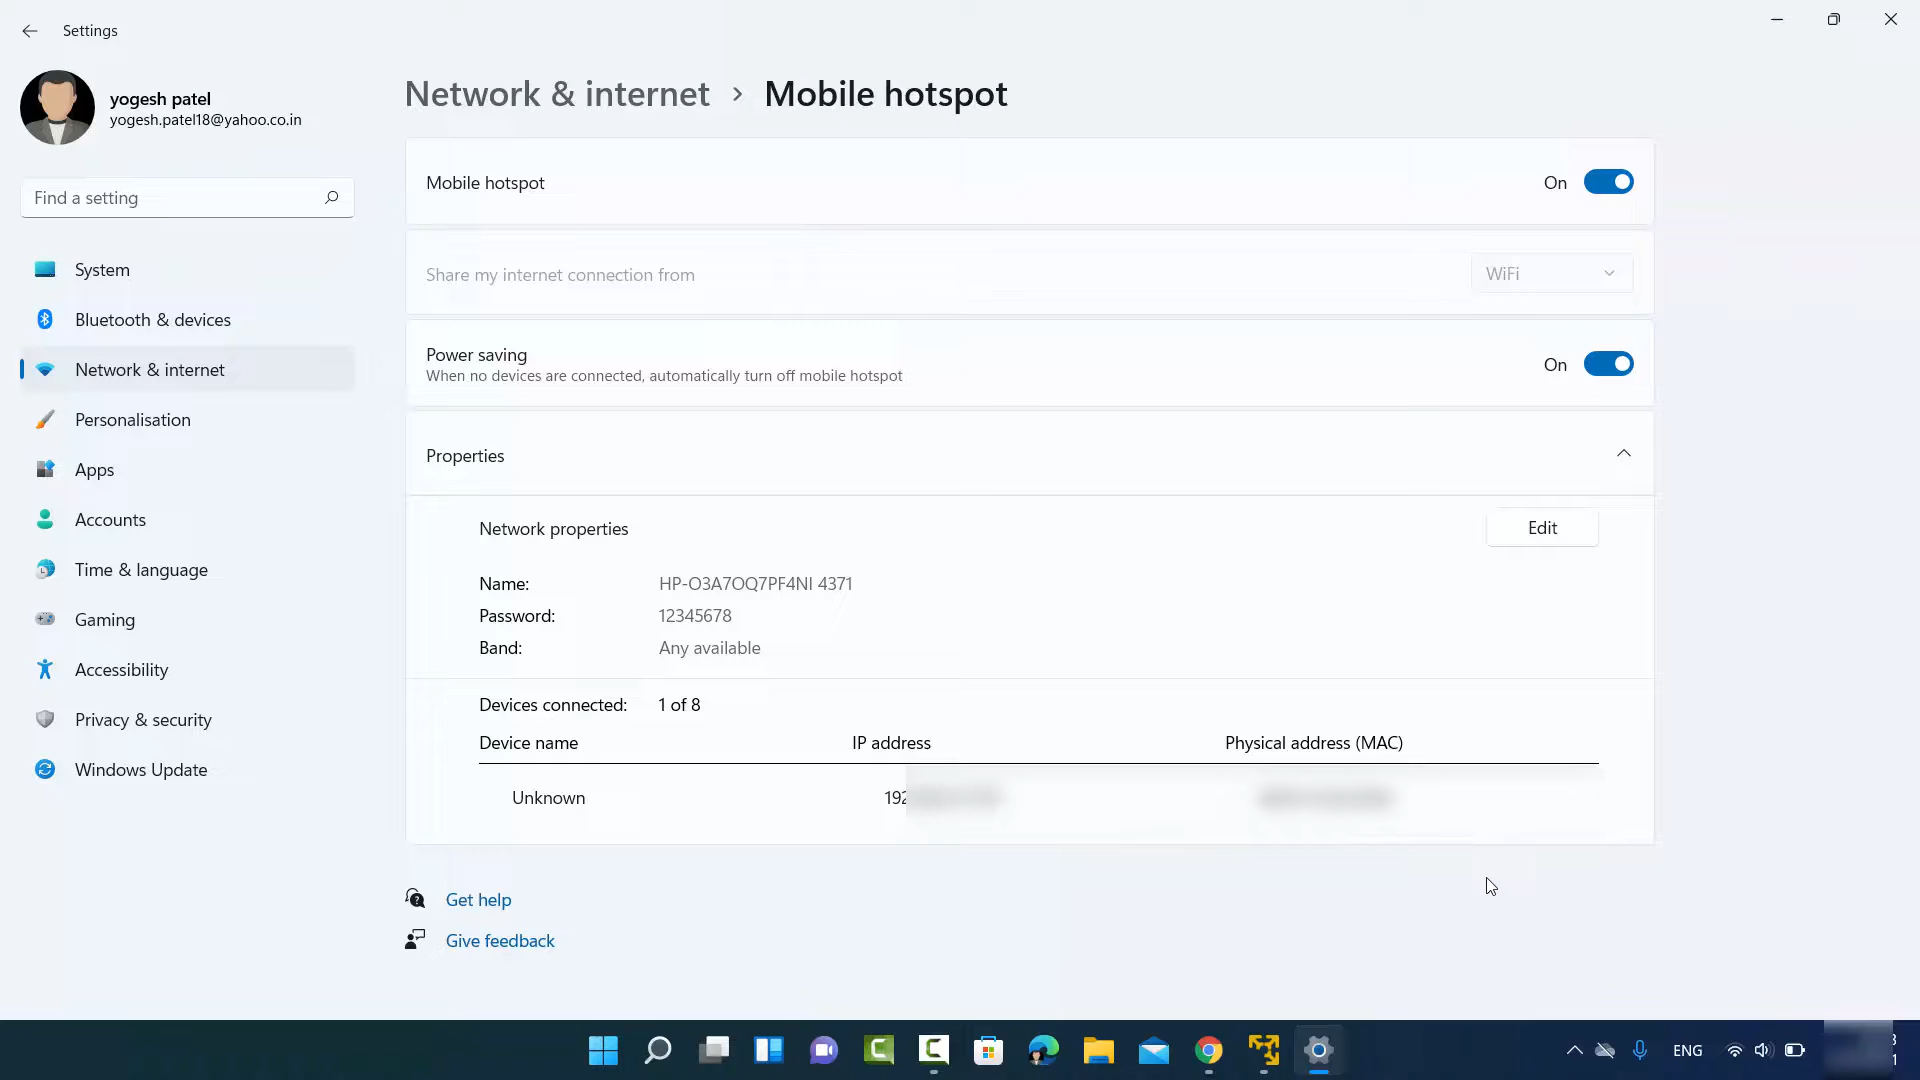 Settings
yogesh patel
yogesh.patel18@yahoo.co.in
Find a setting
System
Bluetooth & devices
Network & internet
Personalisation
Apps
Accounts
Time & language
Gaming
Accessibility
Privacy & security
Windows Update
Network & internet > Mobile hotspot
Mobile hotspot On
Share my internet connection from WiFi
Power saving On
When no devices are connected, automatically turn off mobile hotspot
Properties
Network properties Edit
Name: HP-O3A7OQ7PF4NI 4371
Password: 12345678
Band: Any available
Devices connected: 1 of 8
Device name IP address Physical address (MAC)
Unknown 192
Get help
Give feedback
ENG